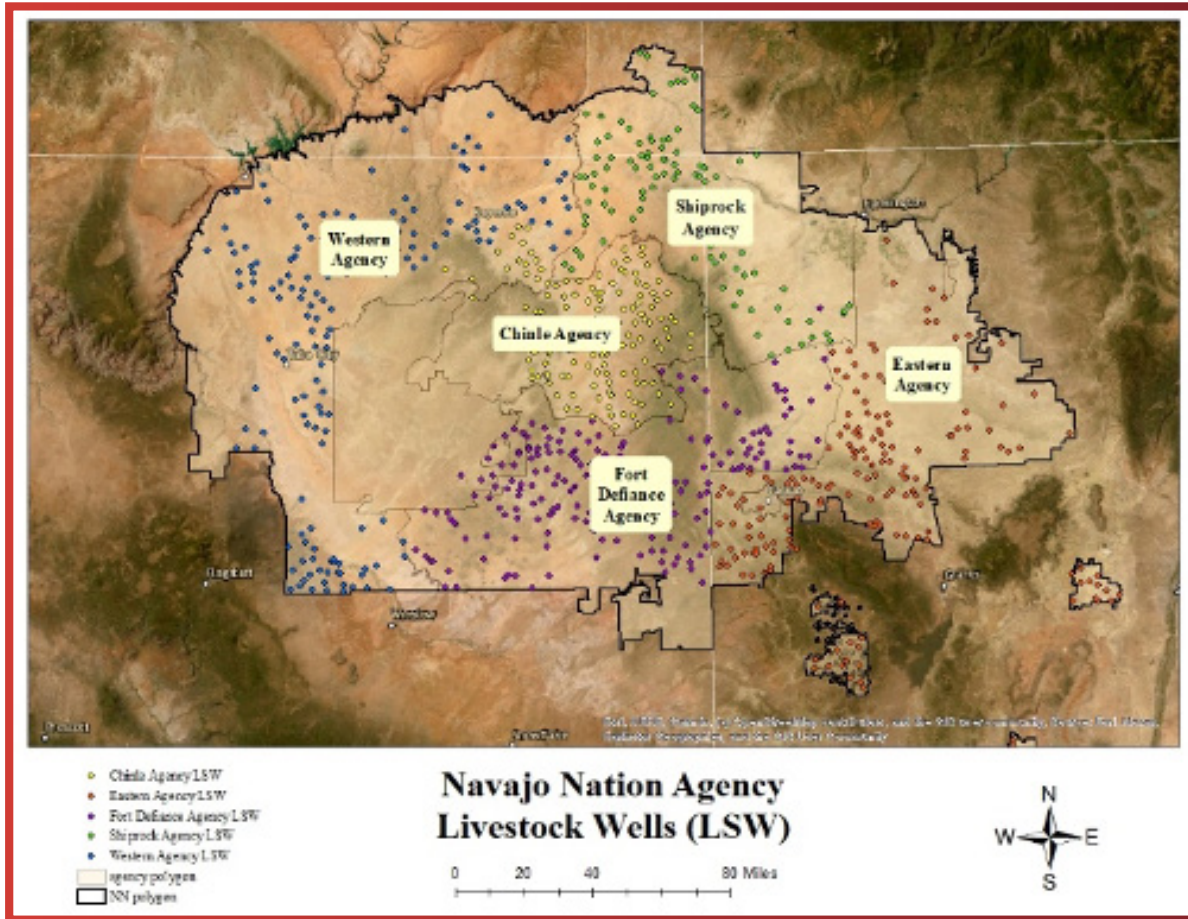 Shiprock
Agency
Western
Agency
Chinle Agency
Eastern
Agency
Fort
Defiance
Agency
Flagstaff
Winslow
Navajo Nation Agency
Livestock Wells (LSW)
Chinle Agency LSW
Eastern Agency LSW
Fort Defiance Agency LSW
Shiprock Agency LSW
Western Agency LSW
agency polygon
NN polygon
0 20 40 80 Miles
N
W E
S